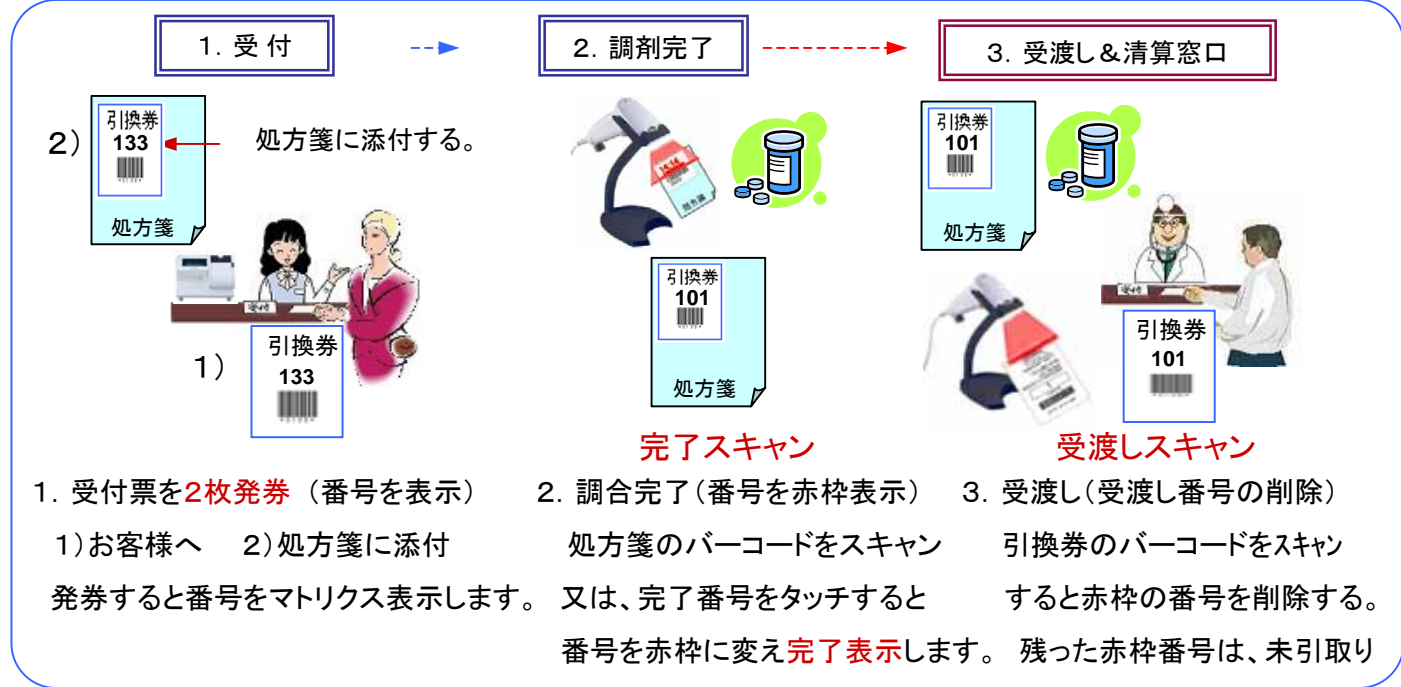 1. 受 付
2. 調剤完了
3. 受渡し&清算窓口
2)
引換券
133
処方箋に添付する。
処方箋
受付
1)
引換券
133
処方箋
引換券
101
処方箋
完了スキャン
引換券
101
処方箋
受付
引換券
101
受渡しスキャン
1. 受付票を2枚発券 (番号を表示)
1)お客様へ 2)処方箋に添付
発券すると番号をマトリクス表示します。
2. 調合完了(番号を赤枠表示)
処方箋のバーコードをスキャン
又は、完了番号をタッチすると
番号を赤枠に変え完了表示します。
3. 受渡し(受渡し番号の削除)
引換券のバーコードをスキャン
すると赤枠の番号を削除する。
残った赤枠番号は、未引取り